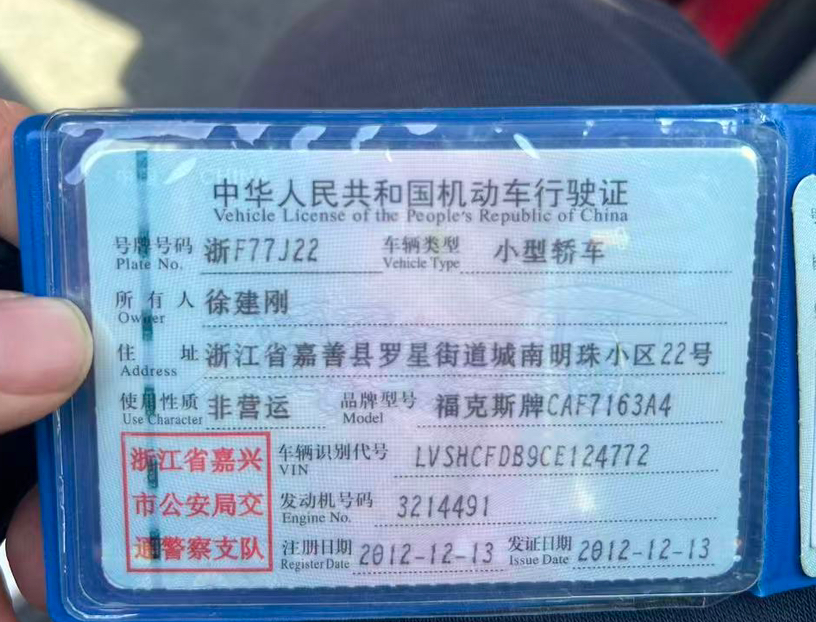 中华人民共和国机动车行驶证
Vehicle License of the People's Republic of China
号牌号码 浙F77J22 车辆类型 小型轿车
Plate No. Vehicle Type
所有人 徐建刚
Owner
住址 浙江省嘉善县罗星街道城南明珠小区22号
Address
使用性质 非营运 品牌型号 福克斯牌CAF7163A4
Use Character Model
浙江省嘉兴
市公安局交
通警察支队
车辆识别代号 LVSHCFDB9CE124772
VIN
发动机号码 3214491
Engine No.
注册日期 2012-12-13 发证日期 2012-12-13
Register Date Issue Date